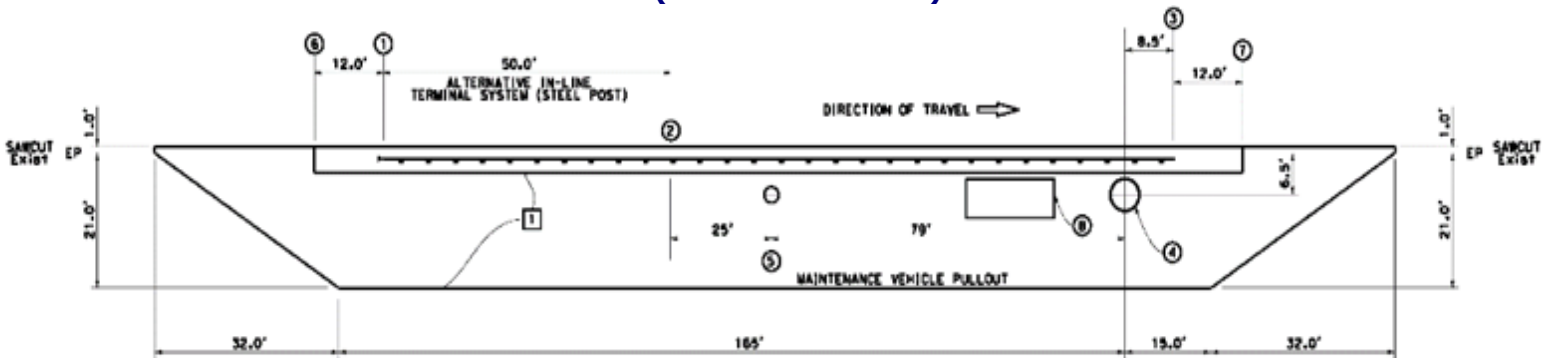 ③
⑥ ① 8.5' ⑦
12.0' 50.0' 12.0'
ALTERNATIVE IN-LINE
TERMINAL SYSTEM (STEEL POST)
DIRECTION OF TRAVEL
1.0' ② 1.0'
SAWCUT EP EP SAWCUT
Exist Exist
6.5'
1 ⑧
21.0' 25' 79' 21.0'
⑤ ④
MAINTENANCE VEHICLE PULLOUT
32.0' 165' 15.0' 32.0'